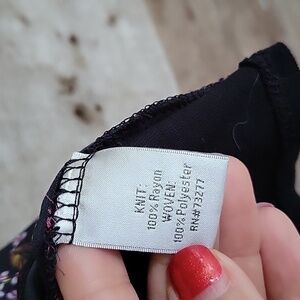 KNIT:
100% Rayon
WOVEN:
100% Polyester
RN#73277